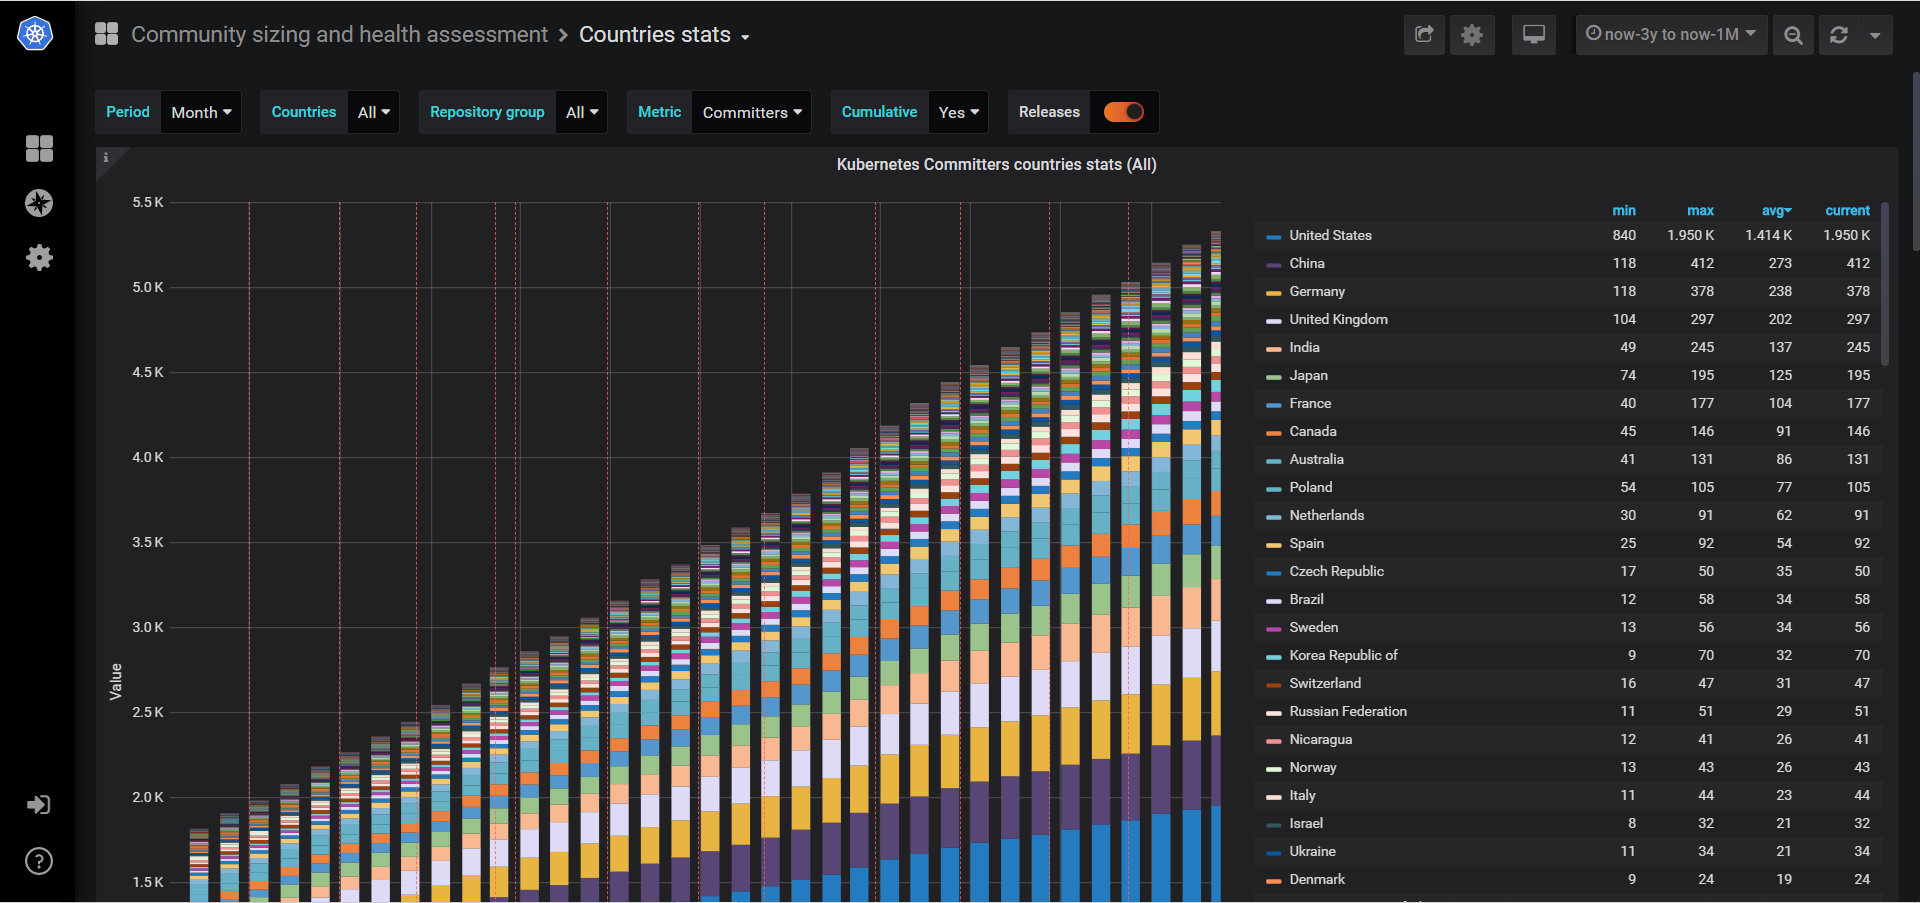 Community sizing and health assessment > Countries stats
now-3y to now-1M
Period Month Countries All Repository group All Metric Committers Cumulative Yes Releases
i
Kubernetes Committers countries stats (All)
5.5 K
5.0 K
4.5 K
4.0 K
3.5 K
3.0 K
2.5 K
2.0 K
1.5 K
Value
min max avg current
United States 840 1.950 K 1.414 K 1.950 K
China 118 412 273 412
Germany 118 378 238 378
United Kingdom 104 297 202 297
India 49 245 137 245
Japan 74 195 125 195
France 40 177 104 177
Canada 45 146 91 146
Australia 41 131 86 131
Poland 54 105 77 105
Netherlands 30 91 62 91
Spain 25 92 54 92
Czech Republic 17 50 35 50
Brazil 12 58 34 58
Sweden 13 56 34 56
Korea Republic of 9 70 32 70
Switzerland 16 47 31 47
Russian Federation 11 51 29 51
Nicaragua 12 41 26 41
Norway 13 43 26 43
Italy 11 44 23 44
Israel 8 32 21 32
Ukraine 11 34 21 34
Denmark 9 24 19 24
?